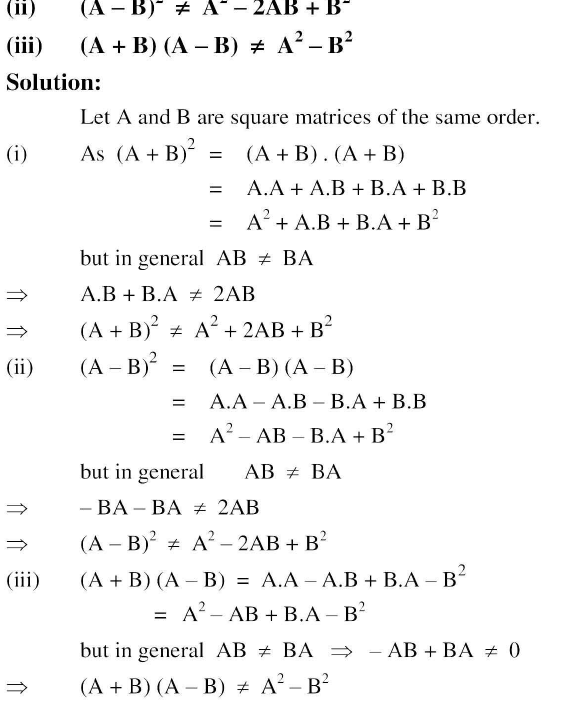 (ii) (A – B)² ≠ A² – 2AB + B²
(iii) (A + B) (A – B) ≠ A² – B²
Solution:
Let A and B are square matrices of the same order.
(i) As (A + B)² = (A + B) . (A + B)
= A.A + A.B + B.A + B.B
= A² + A.B + B.A + B²
but in general AB ≠ BA
⇒ A.B + B.A ≠ 2AB
⇒ (A + B)² ≠ A² + 2AB + B²
(ii) (A – B)² = (A – B) (A – B)
= A.A – A.B – B.A + B.B
= A² – AB – B.A + B²
but in general AB ≠ BA
⇒ – BA – BA ≠ 2AB
⇒ (A – B)² ≠ A² – 2AB + B²
(iii) (A + B) (A – B) = A.A – A.B + B.A – B²
= A² – AB + B.A – B²
but in general AB ≠ BA ⇒ – AB + BA ≠ 0
⇒ (A + B) (A – B) ≠ A² – B²